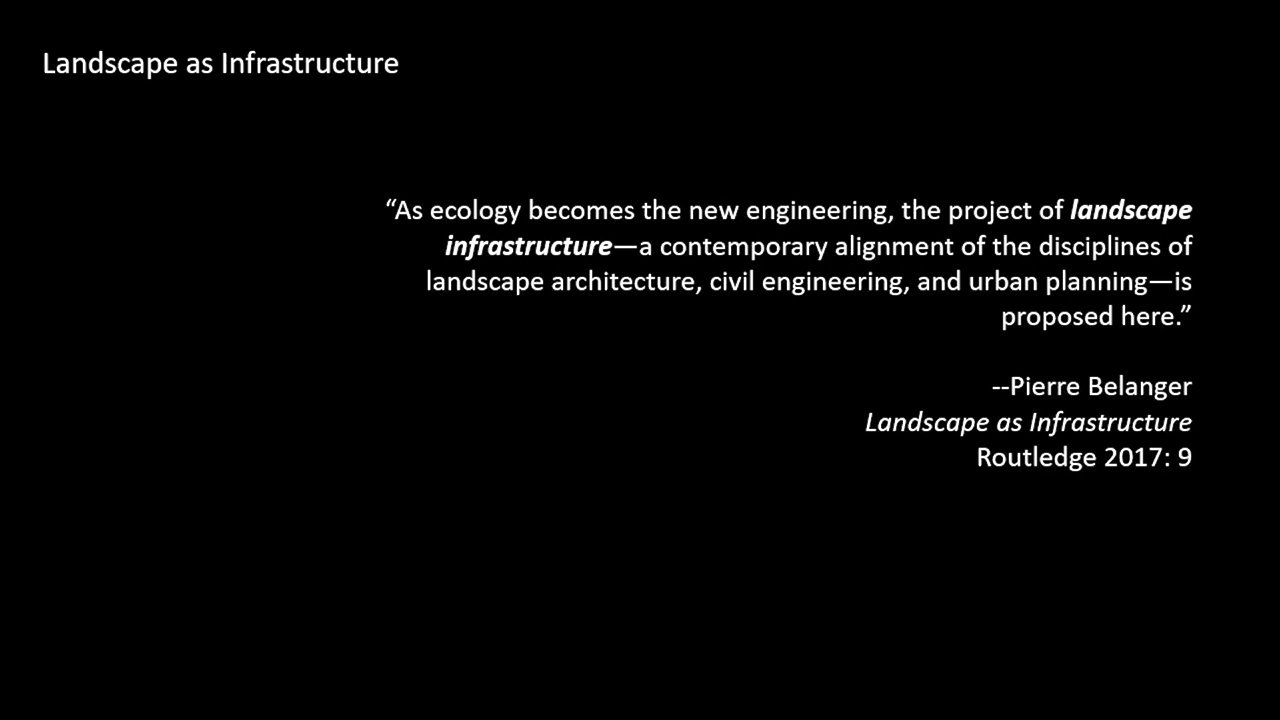 Landscape as Infrastructure
“As ecology becomes the new engineering, the project of landscape
infrastructure—a contemporary alignment of the disciplines of
landscape architecture, civil engineering, and urban planning—is
proposed here.”
--Pierre Belanger
Landscape as Infrastructure
Routledge 2017: 9